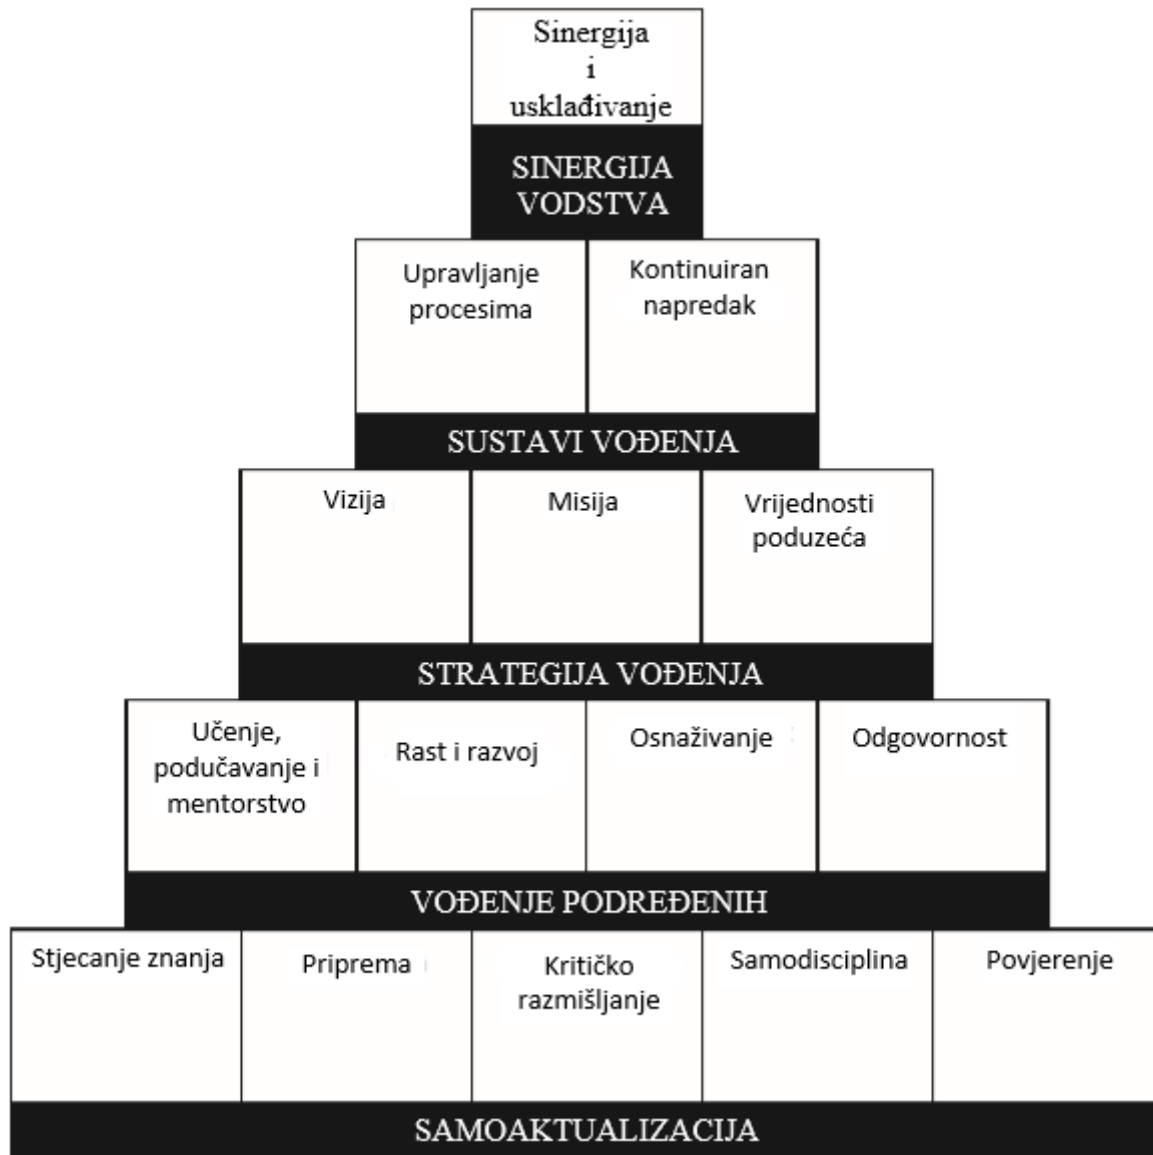 Sinergija
i
usklađivanje
SINERGIJA
VODSTVA
Upravljanje
procesima
Kontinuiran
napredak
SUSTAVI VOĐENJA
Vizija
Misija
Vrijednosti
poduzeća
STRATEGIJA VOĐENJA
Učenje,
podučavanje i
mentorstvo
Rast i razvoj
Osnaživanje
Odgovornost
VOĐENJE PODREĐENIH
Stjecanje znanja
Priprema
Kritičko
razmišljanje
Samodisciplina
Povjerenje
SAMOAKTUALIZACIJA